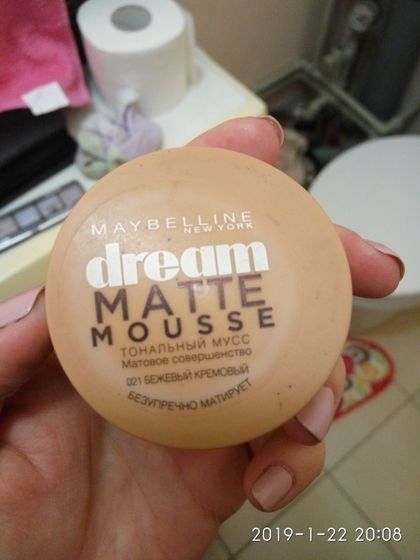 MAYBELLINE
NEW YORK
dream
MATTE
MOUSSE
ТОНАЛЬНЫЙ МУСС
Матовое совершенство
021 БЕЖЕВЫЙ КРЕМОВЫЙ
БЕЗУПРЕЧНО МАТИРУЕТ
2019-1-22 20:08